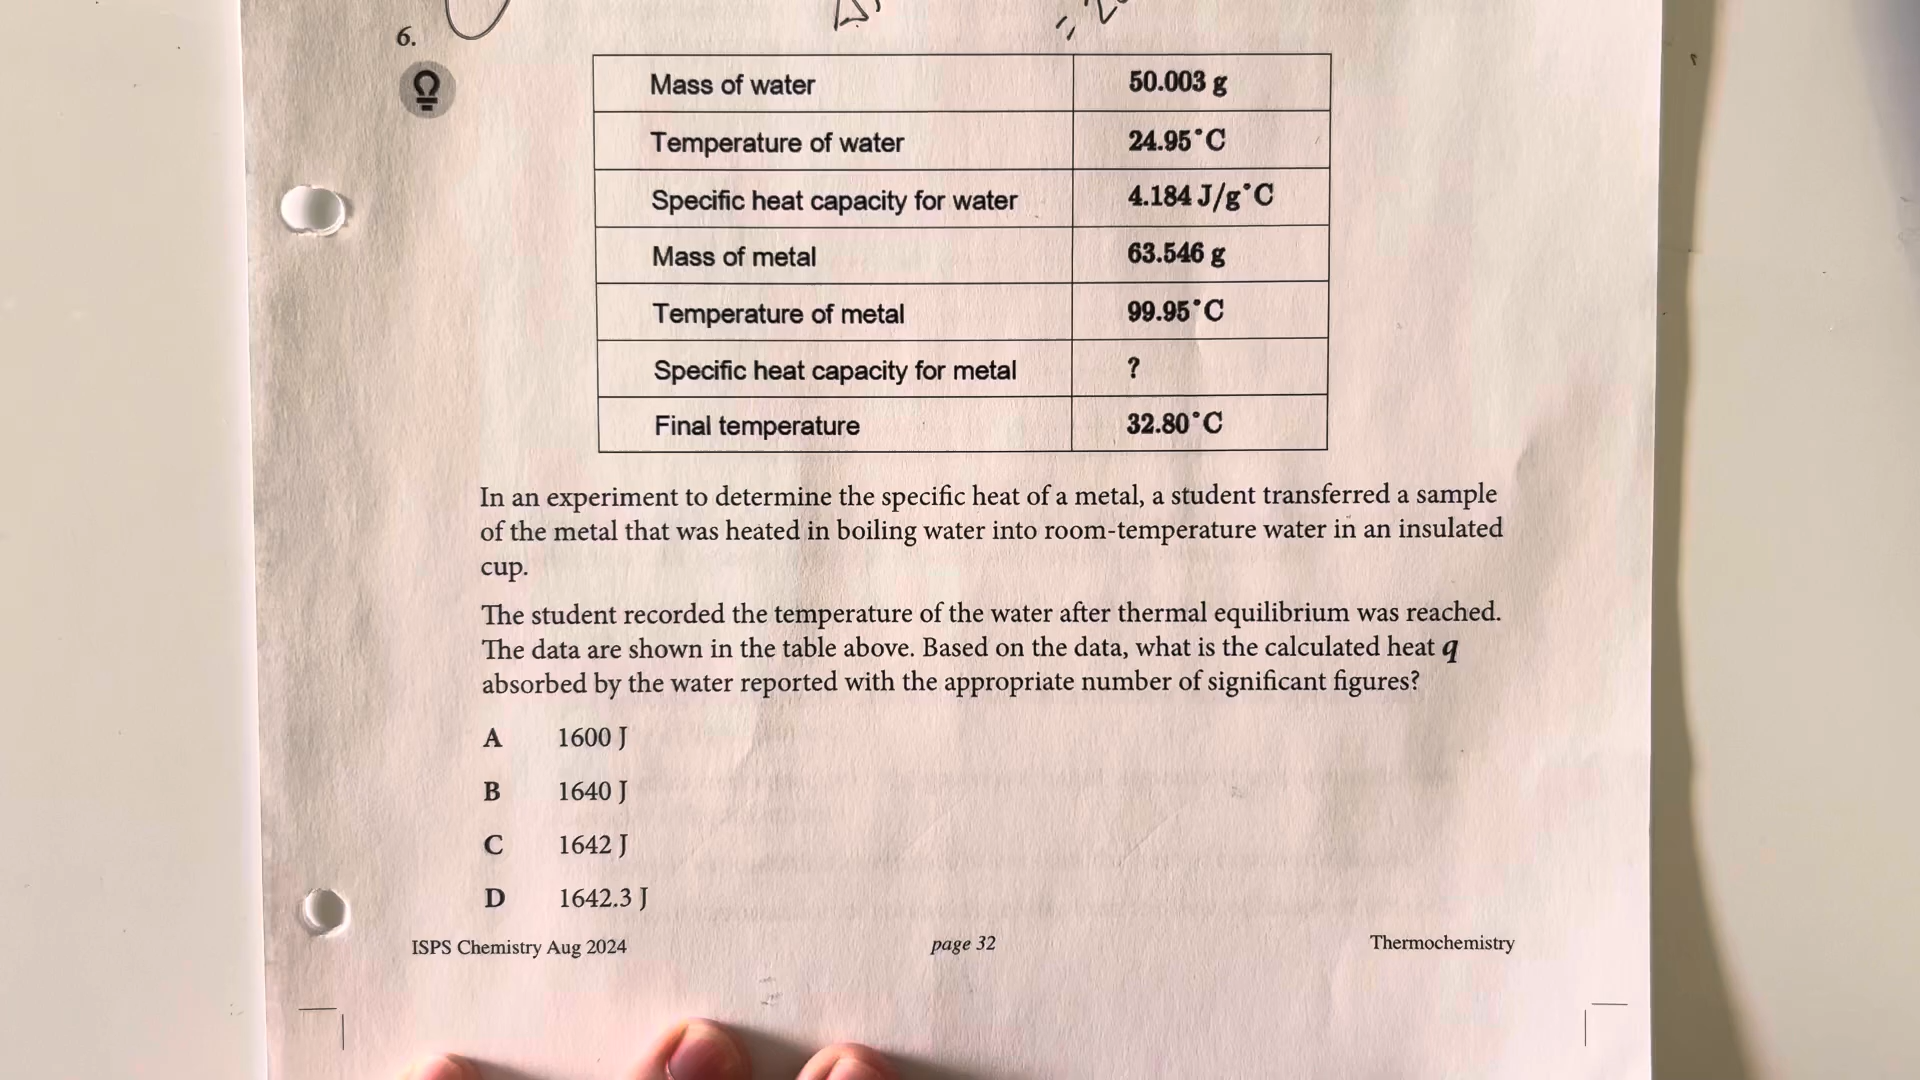 6.
Mass of water 50.003 g
Temperature of water 24.95°C
Specific heat capacity for water 4.184 J/g°C
Mass of metal 63.546 g
Temperature of metal 99.95°C
Specific heat capacity for metal ?
Final temperature 32.80°C
In an experiment to determine the specific heat of a metal, a student transferred a sample
of the metal that was heated in boiling water into room-temperature water in an insulated
cup.
The student recorded the temperature of the water after thermal equilibrium was reached.
The data are shown in the table above. Based on the data, what is the calculated heat q
absorbed by the water reported with the appropriate number of significant figures?
A 1600 J
B 1640 J
C 1642 J
D 1642.3 J
ISPS Chemistry Aug 2024 page 32 Thermochemistry